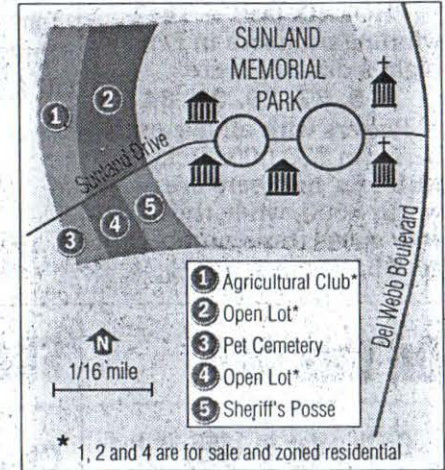 SUNLAND
MEMORIAL
PARK
1
2
Sunland Drive
3
4
5
Del Webb Boulevard
1 Agricultural Club*
2 Open Lot*
3 Pet Cemetery
4 Open Lot*
5 Sheriff's Posse
N
1/16 mile
* 1, 2 and 4 are for sale and zoned residential